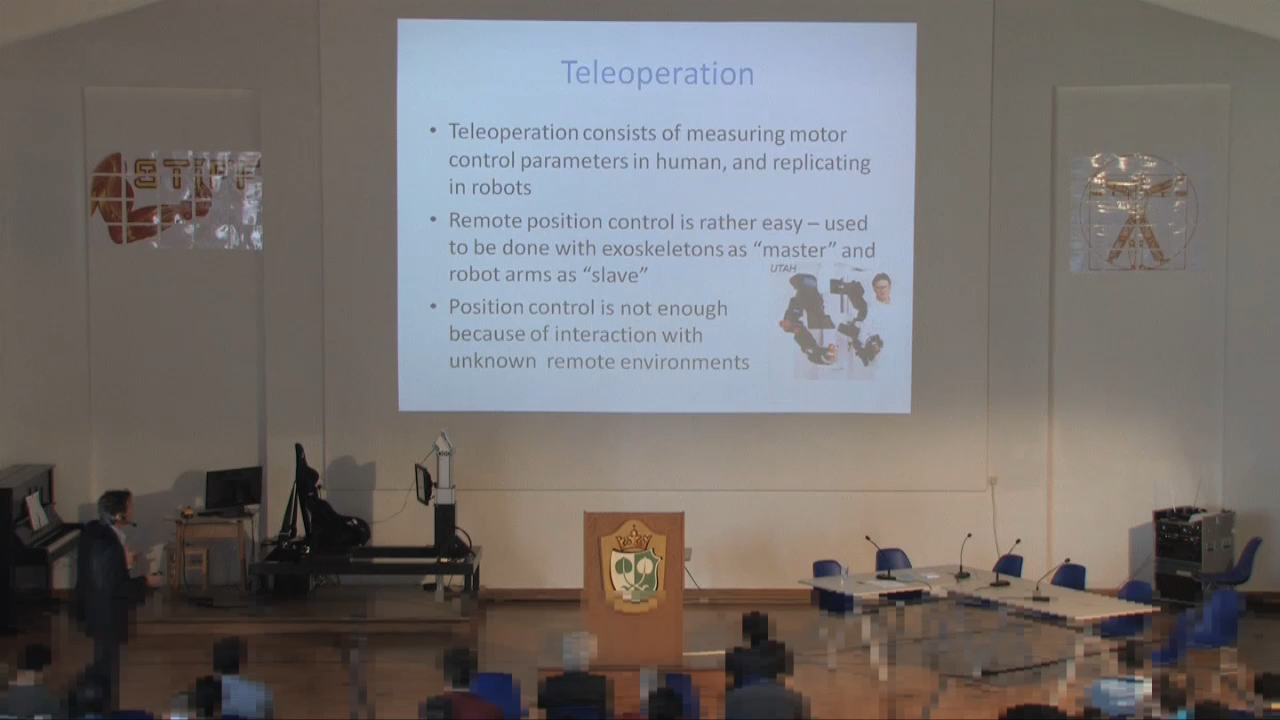 Teleoperation
• Teleoperation consists of measuring motor
control parameters in human, and replicating
in robots
• Remote position control is rather easy – used
to be done with exoskeletons as “master” and
robot arms as “slave”
UTAH
• Position control is not enough
because of interaction with
unknown remote environments